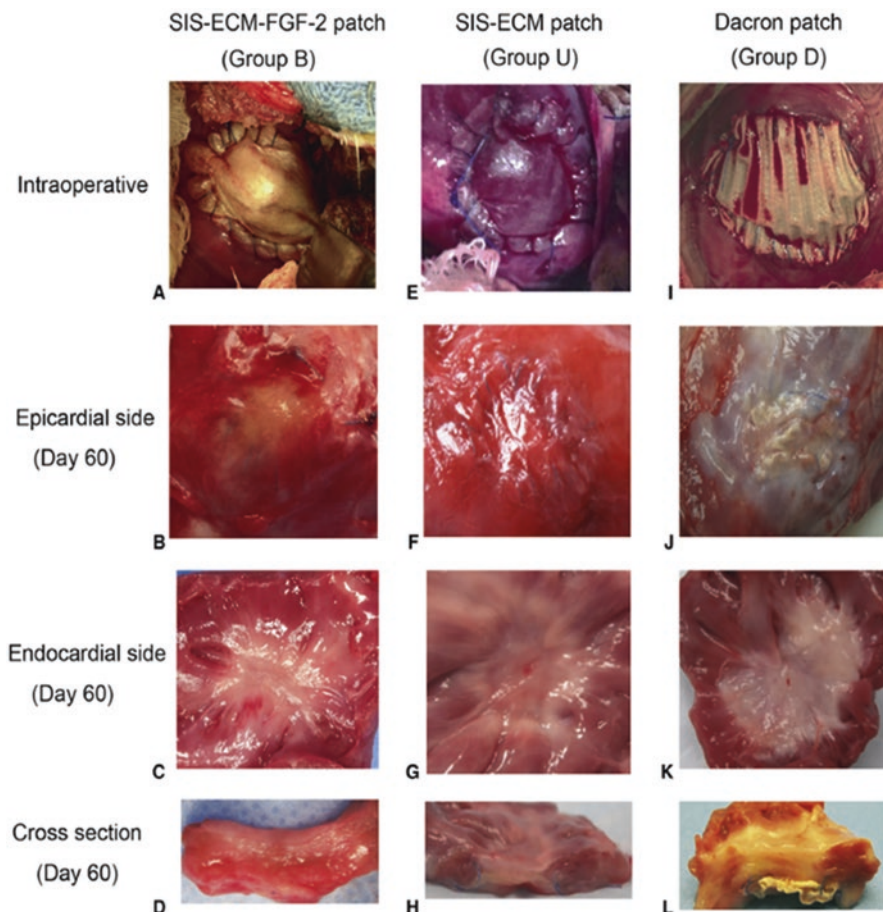 SIS-ECM-FGF-2 patch SIS-ECM patch Dacron patch
(Group B) (Group U) (Group D)
Intraoperative
A E I
Epicardial side
(Day 60)
B F J
Endocardial side
(Day 60)
C G K
Cross section
(Day 60)
D H L